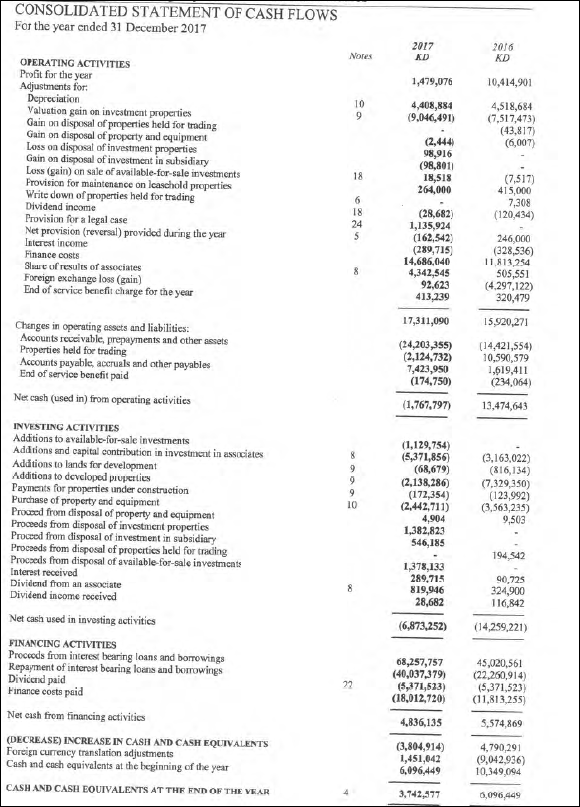 CONSOLIDATED STATEMENT OF CASH FLOWS
For the year ended 31 December 2017
Notes 2017 KD 2016 KD
OPERATING ACTIVITIES
Profit for the year 1,479,076 10,414,901
Adjustments for:
Depreciation 10 4,408,884 4,518,684
Valuation gain on investment properties 9 (9,046,491) (7,517,473)
Gain on disposal of properties held for trading (43,817)
Gain on disposal of property and equipment (2,444) (6,007)
Loss on disposal of investment properties 98,916 -
Gain on disposal of investment in subsidiary (98,801) -
Loss (gain) on sale of available-for-sale investments 18 18,518 (7,517)
Provision for maintenance on leasehold properties 264,000 415,000
Write down of properties held for trading 6 - 7,308
Dividend income 18 (28,682) (120,434)
Provision for a legal case 24 1,135,924
Net provision (reversal) provided during the year 5 (162,542) 246,000
Interest income (289,715) (328,536)
Finance costs 14,686,040 11,813,254
Share of results of associates 8 4,342,545 505,551
Foreign exchange loss (gain) 92,623 (4,297,122)
End of service benefit charge for the year 413,239 320,479
17,311,090 15,920,271
Changes in operating assets and liabilities:
Accounts receivable, prepayments and other assets (24,203,355) (14,421,554)
Properties held for trading (2,124,732) 10,590,579
Accounts payable, accruals and other payables 7,423,950 1,619,411
End of service benefit paid (174,750) (234,064)
Net cash (used in) from operating activities (1,767,797) 13,474,643
INVESTING ACTIVITIES
Additions to available-for-sale investments (1,129,754) -
Additions and capital contribution in investment in associates 8 (5,371,856) (3,163,022)
Additions to lands for development 9 (68,679) (816,134)
Additions to developed properties 9 (2,138,286) (7,329,350)
Payments for properties under construction 9 (172,354) (123,992)
Purchase of property and equipment 10 (2,442,711) (3,563,235)
Proceed from disposal of property and equipment 4,904 9,503
Proceeds from disposal of investment properties 1,382,823 -
Proceed from disposal of investment in subsidiary 546,185 -
Proceeds from disposal of properties held for trading - 194,542
Proceeds from disposal of available-for-sale investments 1,378,133 -
Interest received 289,715 90,725
Dividend from an associate 8 819,946 324,900
Dividend income received 28,682 116,842
Net cash used in investing activities (6,873,252) (14,259,221)
FINANCING ACTIVITIES
Proceeds from interest bearing loans and borrowings 68,257,757 45,020,561
Repayment of interest bearing loans and borrowings (40,037,379) (22,260,914)
Dividend paid 22 (5,371,523) (5,371,523)
Finance costs paid (18,012,720) (11,813,255)
Net cash from financing activities 4,836,135 5,574,869
(DECREASE) INCREASE IN CASH AND CASH EQUIVALENTS (3,804,914) 4,790,291
Foreign currency translation adjustments 1,451,042 (9,042,936)
Cash and cash equivalents at the beginning of the year 6,096,449 10,349,094
CASH AND CASH EQUIVALENTS AT THE END OF THE YEAR 4 3,742,577 6,096,449